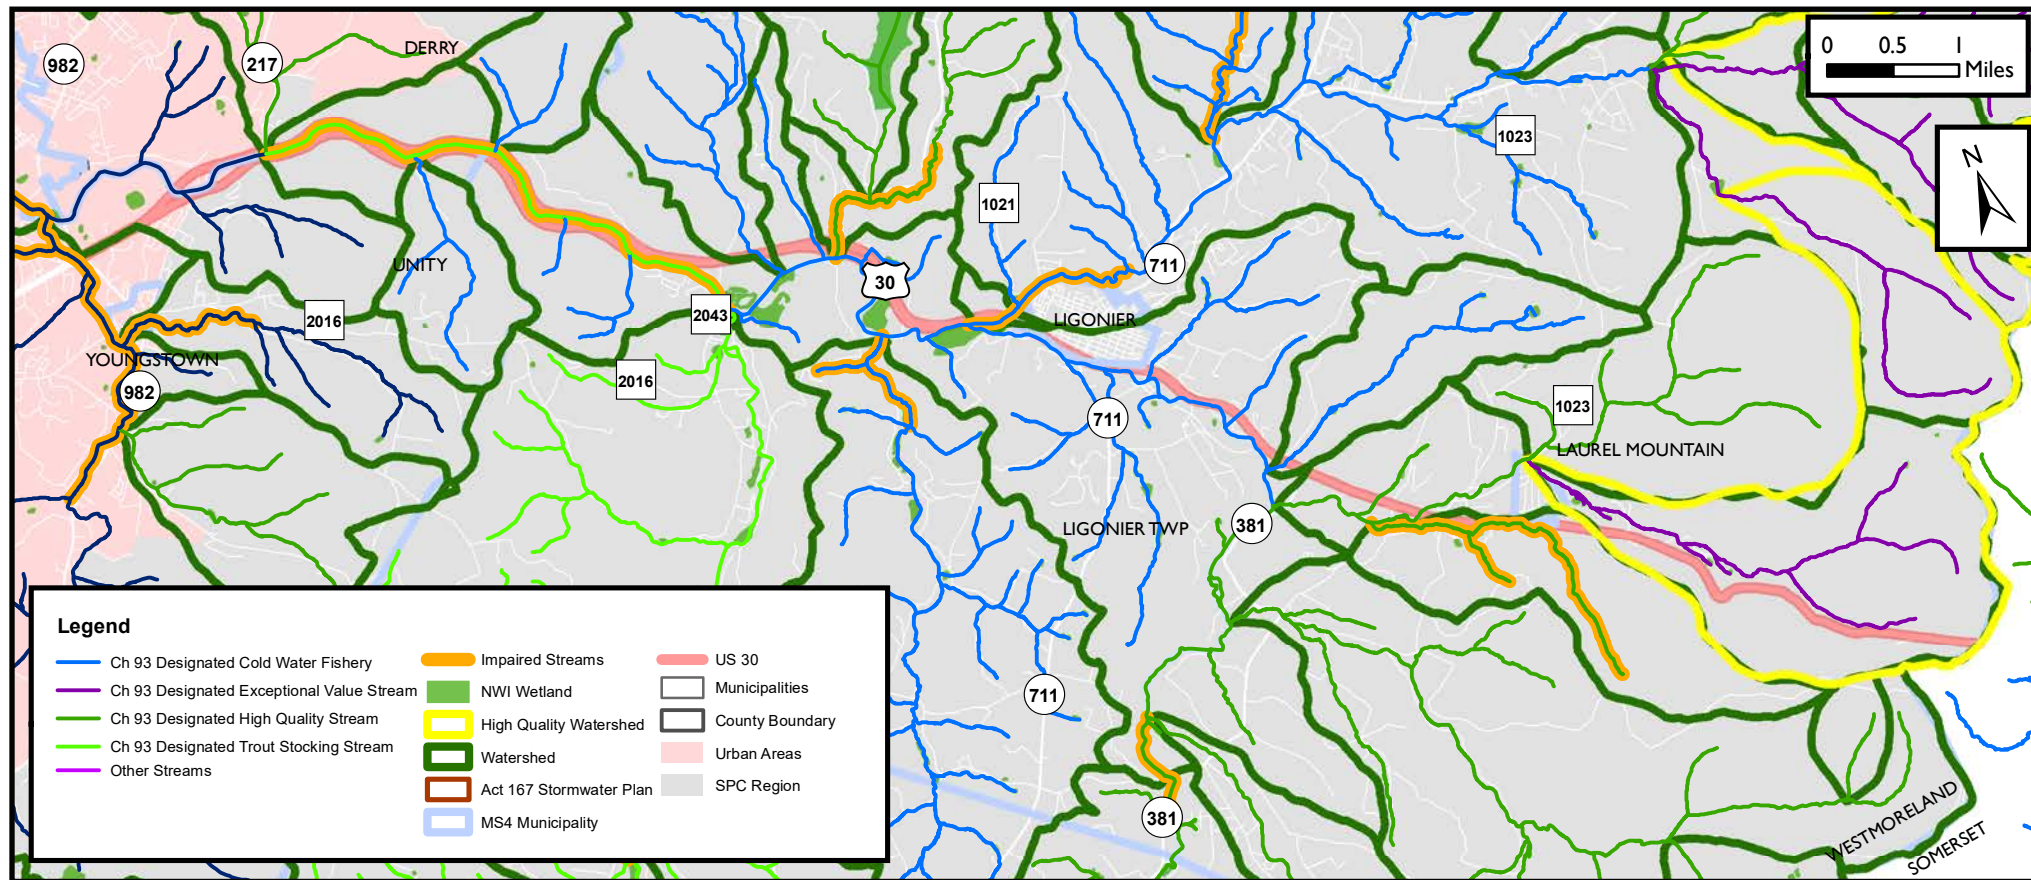 982
217
DERRY
0 0.5 1
Miles
1023
N
1021
711
UNITY
30
2016
2043
LIGONIER
YOUNGSTOWN
2016
982
1023
711
LAUREL MOUNTAIN
381
LIGONIER TWP
711
381
WESTMORELAND
SOMERSET
Legend
Ch 93 Designated Cold Water Fishery
Ch 93 Designated Exceptional Value Stream
Ch 93 Designated High Quality Stream
Ch 93 Designated Trout Stocking Stream
Other Streams
Impaired Streams
NWI Wetland
High Quality Watershed
Watershed
Act 167 Stormwater Plan
MS4 Municipality
US 30
Municipalities
County Boundary
Urban Areas
SPC Region